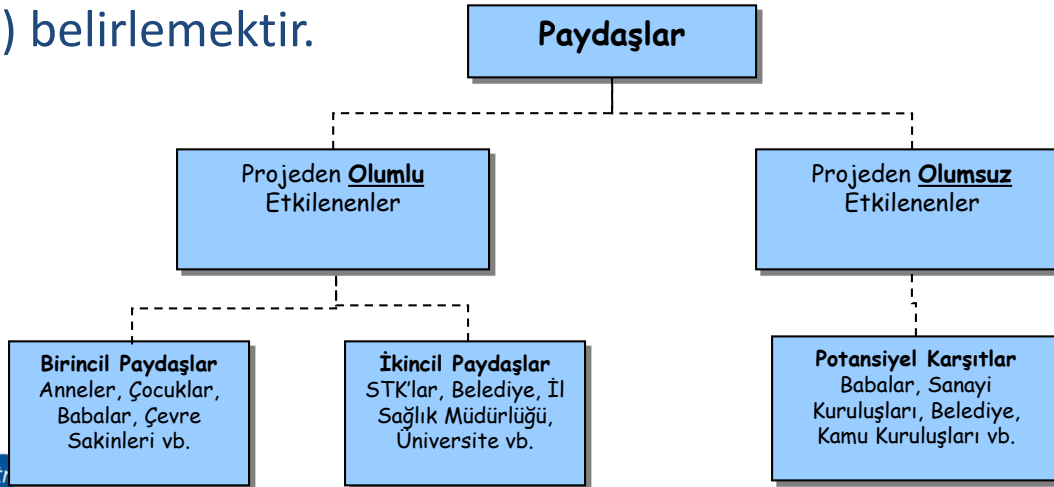 ) belirlemektir.
Paydaşlar
Projeden Olumlu
Etkilenenler
Projeden Olumsuz
Etkilenenler
Birincil Paydaşlar
Anneler, Çocuklar,
Babalar, Çevre
Sakinleri vb.
İkincil Paydaşlar
STK'lar, Belediye, İl
Sağlık Müdürlüğü,
Üniversite vb.
Potansiyel Karşıtlar
Babalar, Sanayi
Kuruluşları, Belediye,
Kamu Kuruluşları vb.